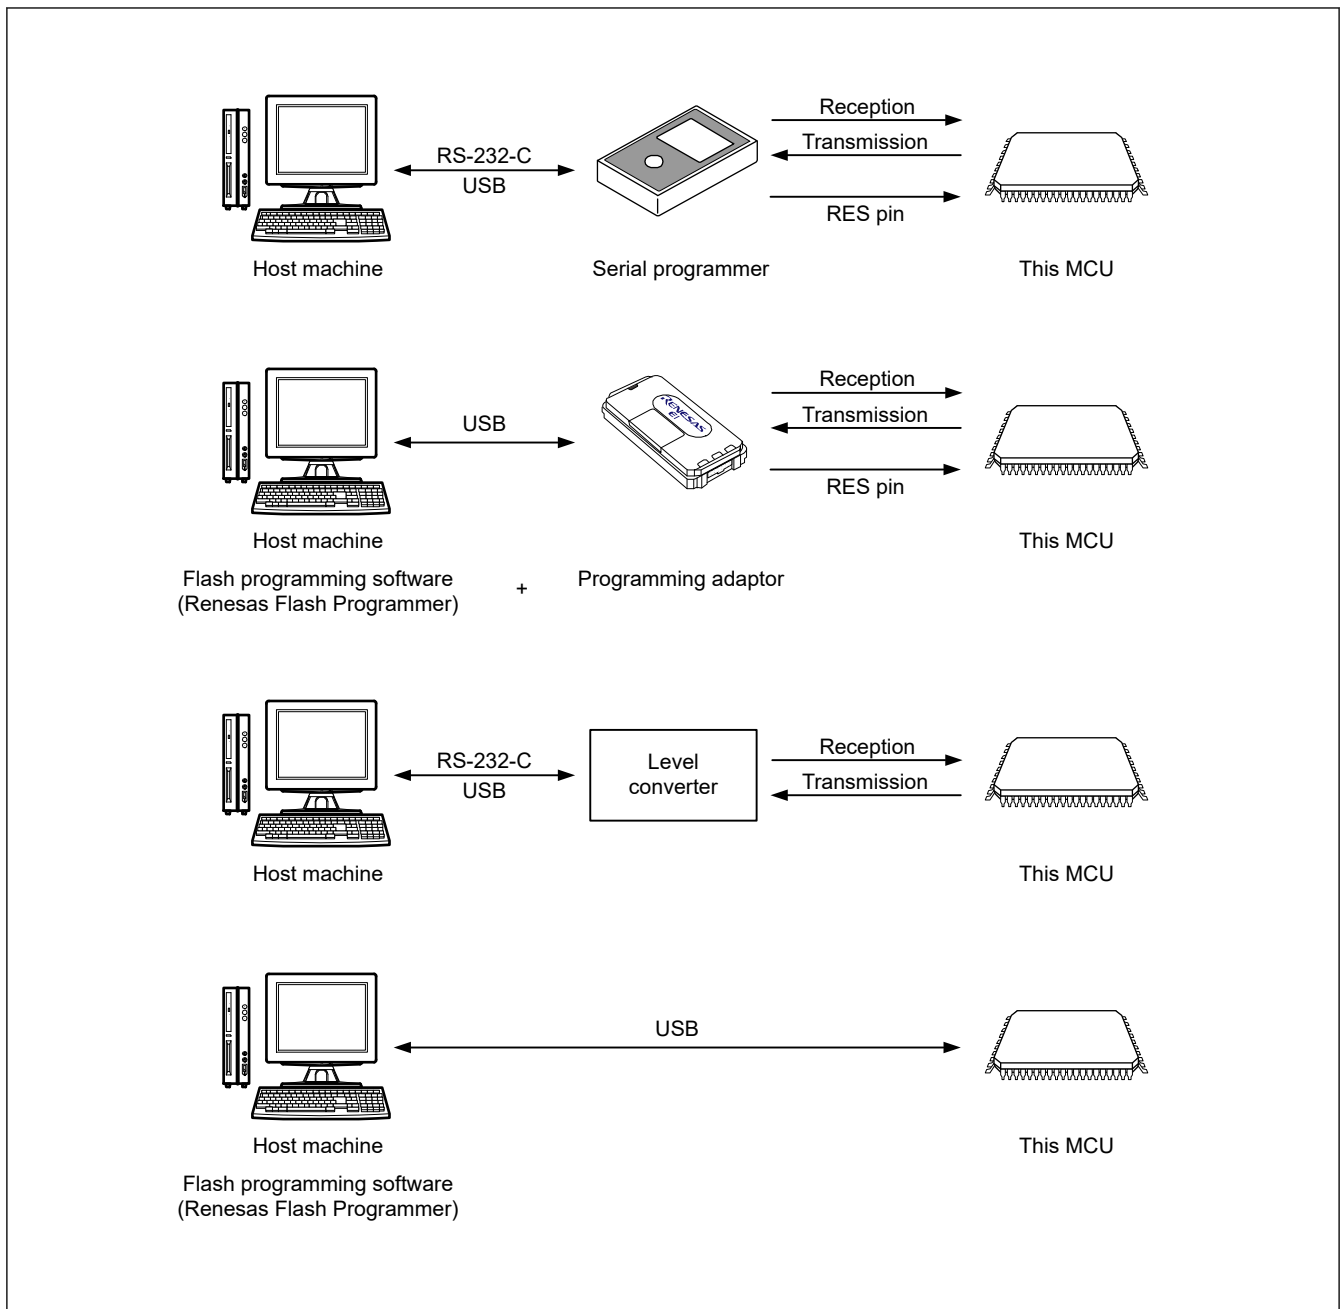 Reception
RS-232-C
Transmission
USB
RES pin
Host machine
Serial programmer
This MCU
Reception
USB
Transmission
RENESAS
E1
RES pin
Host machine
This MCU
Flash programming software
(Renesas Flash Programmer)
+
Programming adaptor
Reception
RS-232-C
Level
converter
Transmission
USB
Host machine
This MCU
USB
Host machine
This MCU
Flash programming software
(Renesas Flash Programmer)